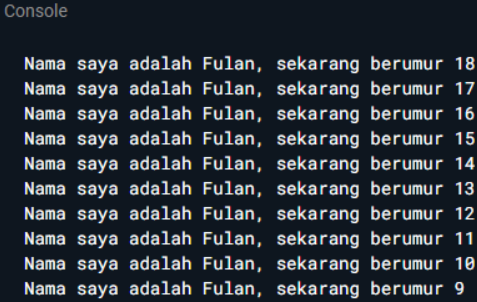 Console
Nama saya adalah Fulan, sekarang berumur 18
Nama saya adalah Fulan, sekarang berumur 17
Nama saya adalah Fulan, sekarang berumur 16
Nama saya adalah Fulan, sekarang berumur 15
Nama saya adalah Fulan, sekarang berumur 14
Nama saya adalah Fulan, sekarang berumur 13
Nama saya adalah Fulan, sekarang berumur 12
Nama saya adalah Fulan, sekarang berumur 11
Nama saya adalah Fulan, sekarang berumur 10
Nama saya adalah Fulan, sekarang berumur 9